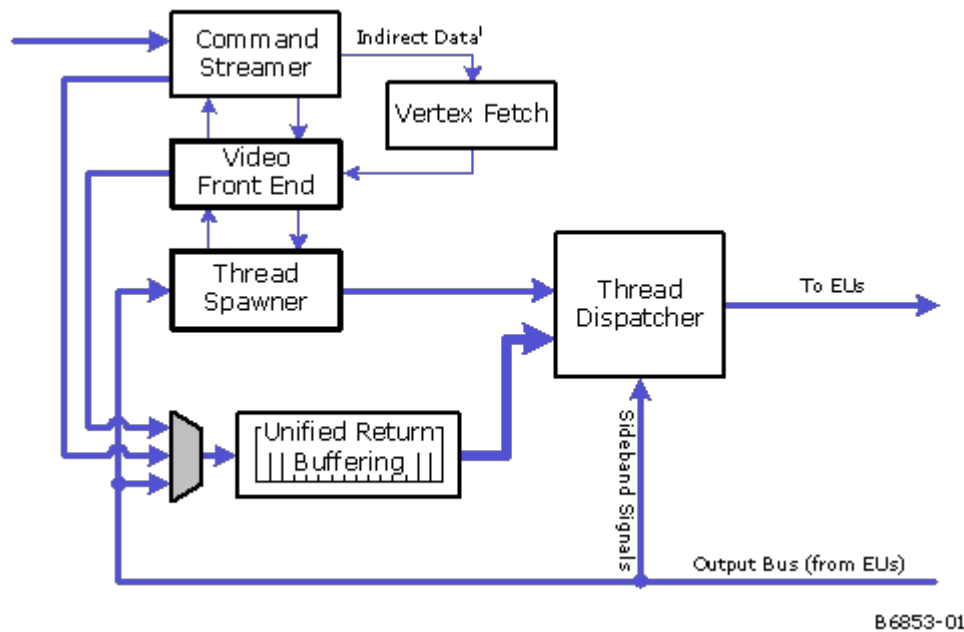 Command
Streamer
Indirect Data¹
Vertex Fetch
Video
Front End
Thread
Spawner
Thread
Dispatcher
To EUs
Unified Return
Buffering
Sideband Signals
Output Bus (from EUs)
B6853-01